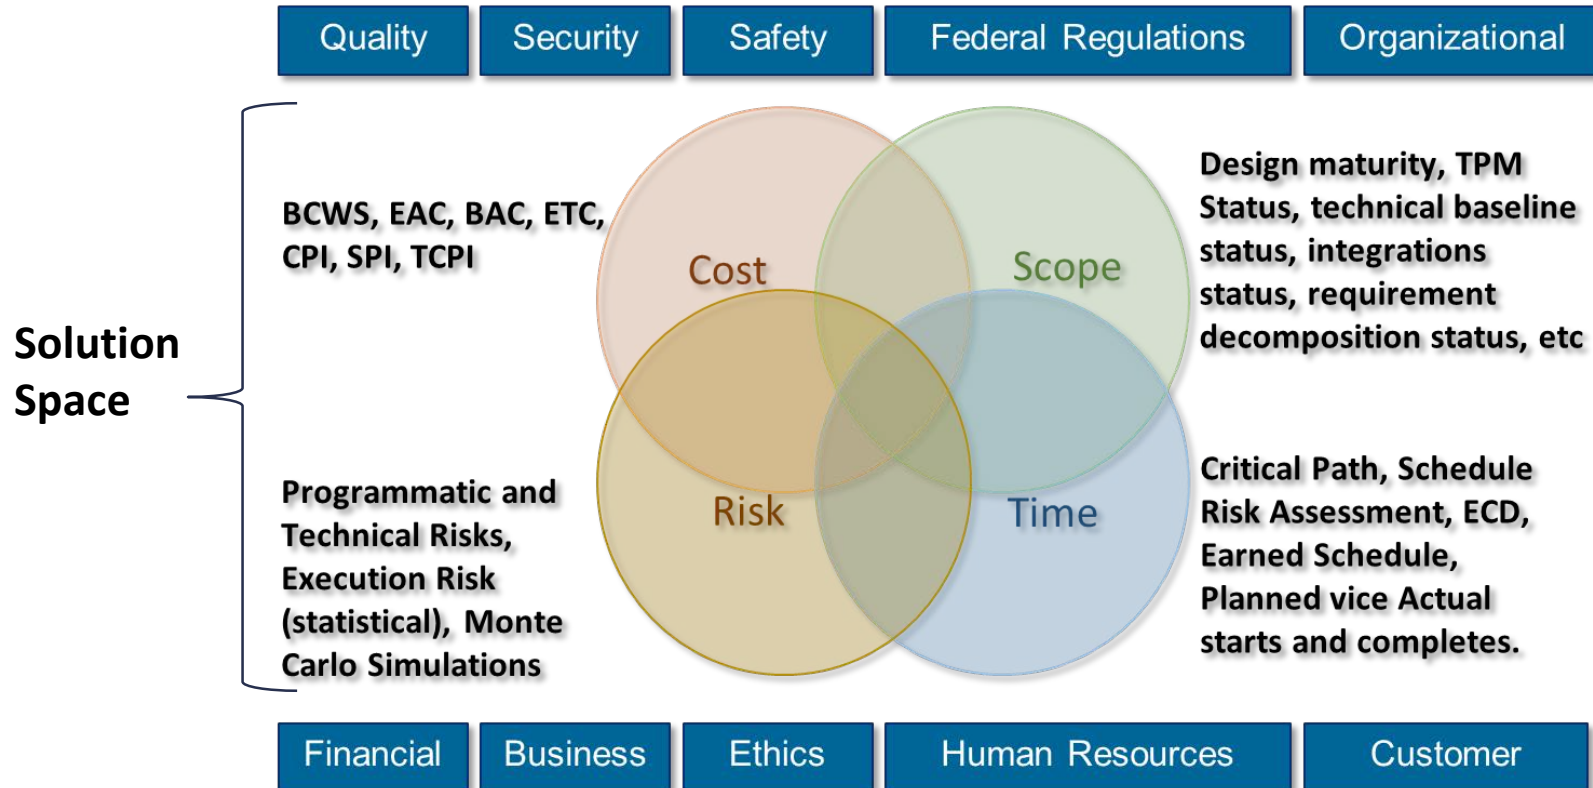 Quality
Security
Safety
Federal Regulations
Organizational
Solution
Space
BCWS, EAC, BAC, ETC,
CPI, SPI, TCPI
Cost
Scope
Design maturity, TPM
Status, technical baseline
status, integrations
status, requirement
decomposition status, etc
Programmatic and
Technical Risks,
Execution Risk
(statistical), Monte
Carlo Simulations
Risk
Time
Critical Path, Schedule
Risk Assessment, ECD,
Earned Schedule,
Planned vice Actual
starts and completes.
Financial
Business
Ethics
Human Resources
Customer